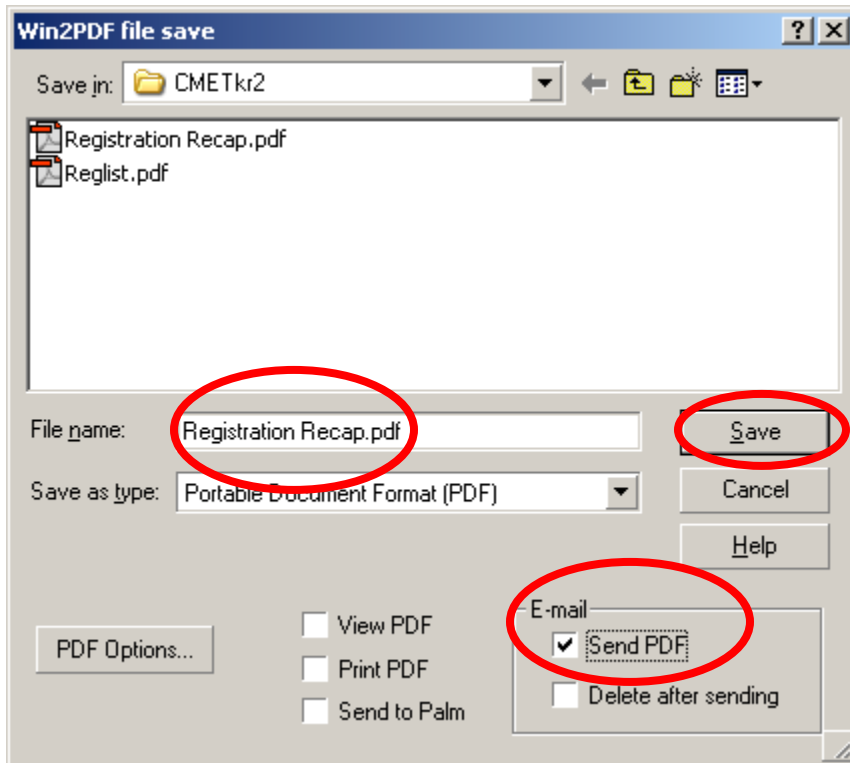 Win2PDF file save
Save in: CMETkr2
Registration Recap.pdf
Reglist.pdf
File name: Registration Recap.pdf Save
Save as type: Portable Document Format (PDF) Cancel
Help
E-mail
View PDF Send PDF
PDF Options...
Print PDF
Delete after sending
Send to Palm